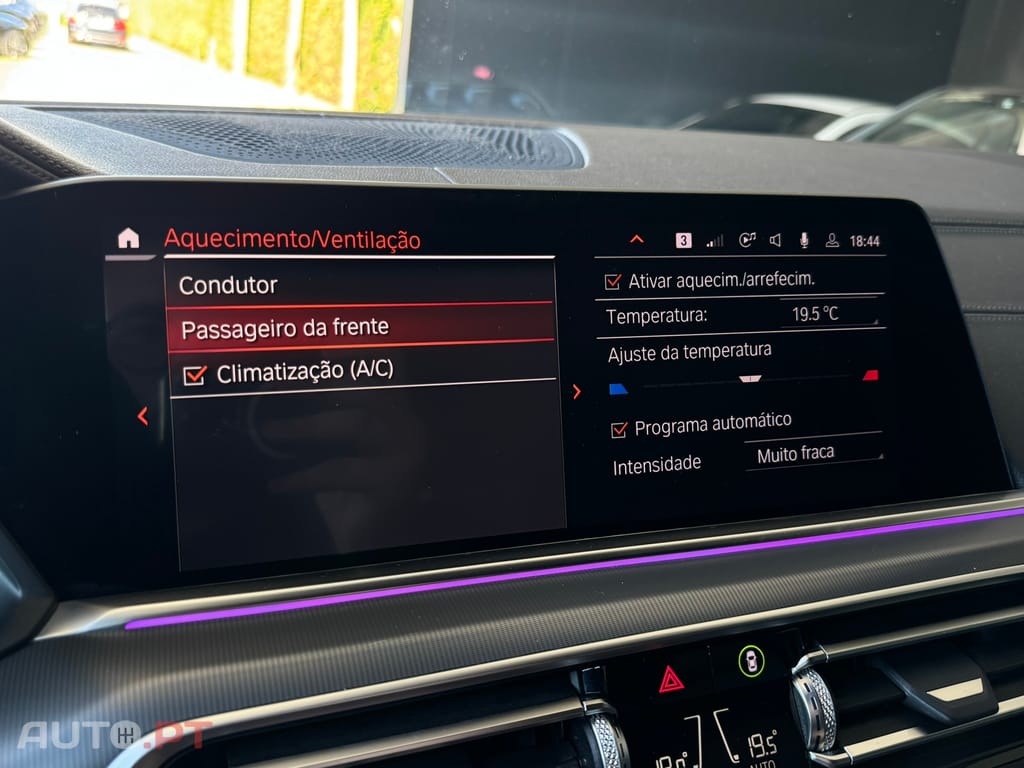 Aquecimento/Ventilação
3
18:44
Condutor
Passageiro da frente
Climatização (A/C)
Ativar aquecim./arrefecim.
Temperatura: 19.5 °C
Ajuste da temperatura
Programa automático
Intensidade Muito fraca
19.5°
AUTO
AUTO.PT